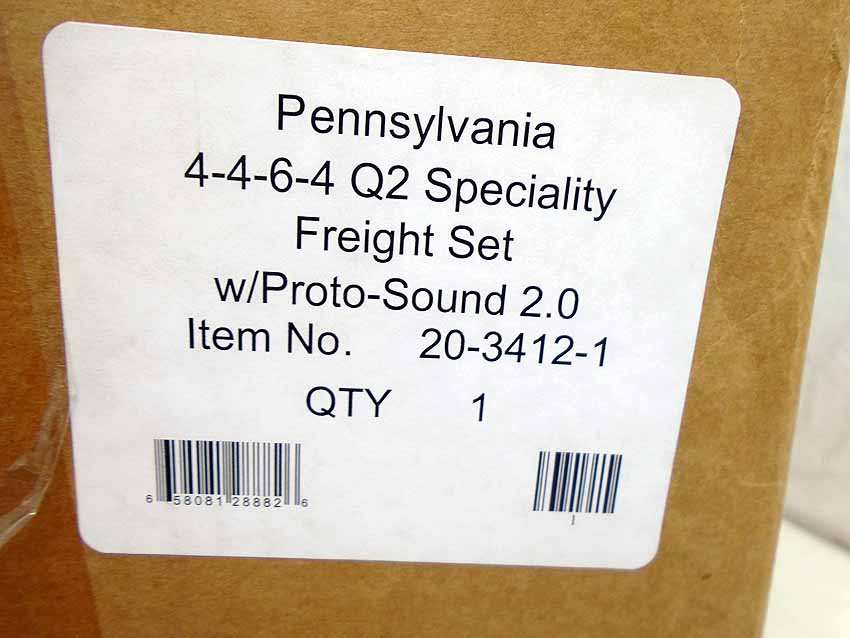 Pennsylvania
4-4-6-4 Q2 Speciality
Freight Set
w/Proto-Sound 2.0
Item No. 20-3412-1
QTY 1
6 58081 28882 6
1